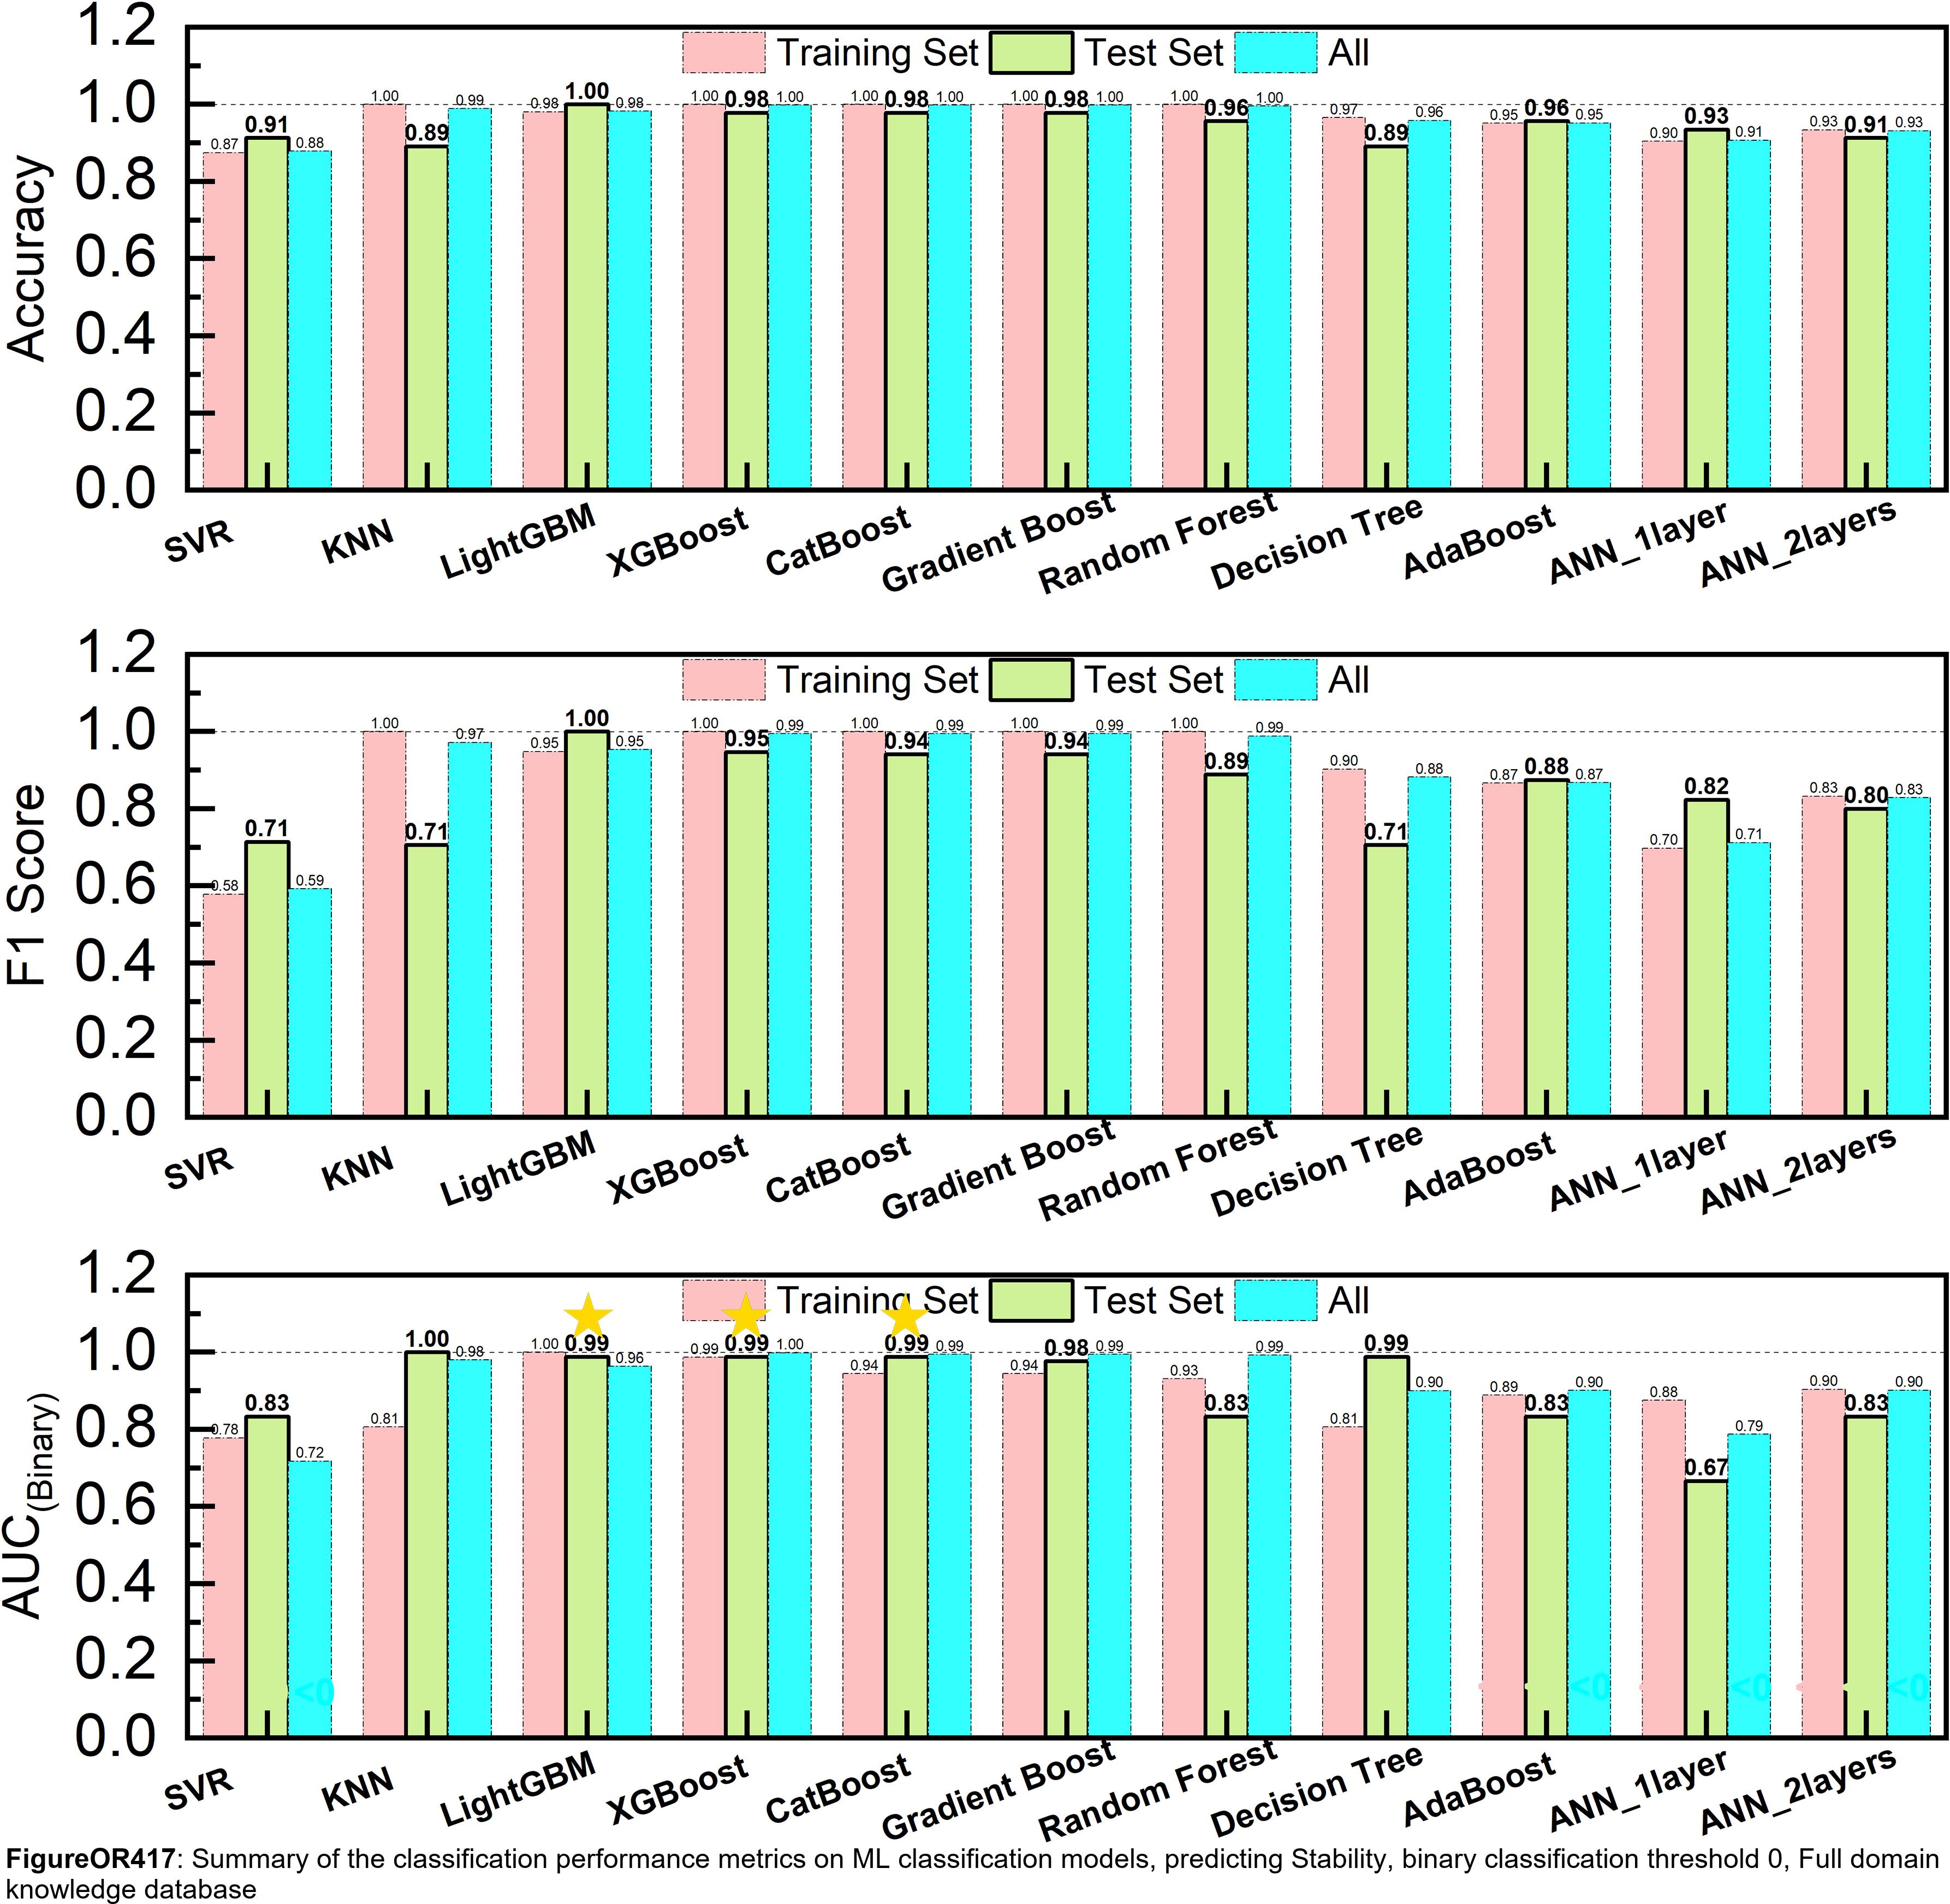 1.2
1.0
0.8
0.6
0.4
0.2
0.0
Accuracy
Training Set Test Set All
0.87 0.91 0.88
1.00 0.89 0.99
0.98 1.00 0.98
1.00 0.98 1.00
1.00 0.98 1.00
1.00 0.98 1.00
1.00 0.96 1.00
0.97 0.89 0.96
0.95 0.96 0.95
0.90 0.93 0.91
0.93 0.91 0.93
SVR KNN LightGBM XGBoost CatBoost Gradient Boost Random Forest Decision Tree AdaBoost ANN_1layer ANN_2layers
1.2
1.0
0.8
0.6
0.4
0.2
0.0
F1 Score
Training Set Test Set All
0.58 0.71 0.59
1.00 0.71 0.97
0.95 1.00 0.95
1.00 0.95 0.99
1.00 0.94 0.99
1.00 0.94 0.99
1.00 0.89 0.99
0.90 0.71 0.88
0.87 0.88 0.87
0.70 0.82 0.71
0.83 0.80 0.83
SVR KNN LightGBM XGBoost CatBoost Gradient Boost Random Forest Decision Tree AdaBoost ANN_1layer ANN_2layers
1.2
1.0
0.8
0.6
0.4
0.2
0.0
AUC(Binary)
Training Set Test Set All
0.78 0.83 0.72
0.81 1.00 0.98
1.00 0.99 0.96
0.99 0.99 1.00
0.94 0.99 0.99
0.94 0.98 0.99
0.93 0.83 0.99
0.81 0.99 0.90
0.89 0.83 0.90
0.88 0.67 0.79
0.90 0.83 0.90
<0 <0 <0 <0
SVR KNN LightGBM XGBoost CatBoost Gradient Boost Random Forest Decision Tree AdaBoost ANN_1layer ANN_2layers
FigureOR417: Summary of the classification performance metrics on ML classification models, predicting Stability, binary classification threshold 0, Full domain
knowledge database